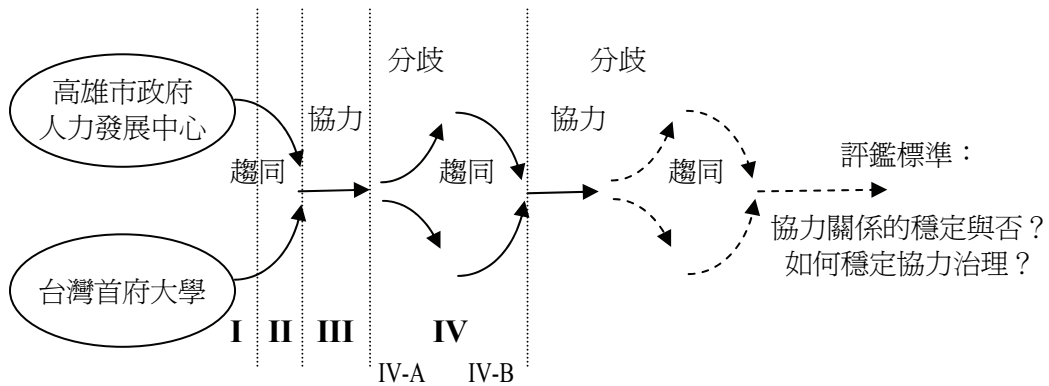 分歧
分歧
高雄市政府
人力發展中心
協力
協力
趨同
趨同
趨同
評鑑標準：
協力關係的穩定與否？
如何穩定協力治理？
台灣首府大學
I
II
III
IV
IV-A
IV-B